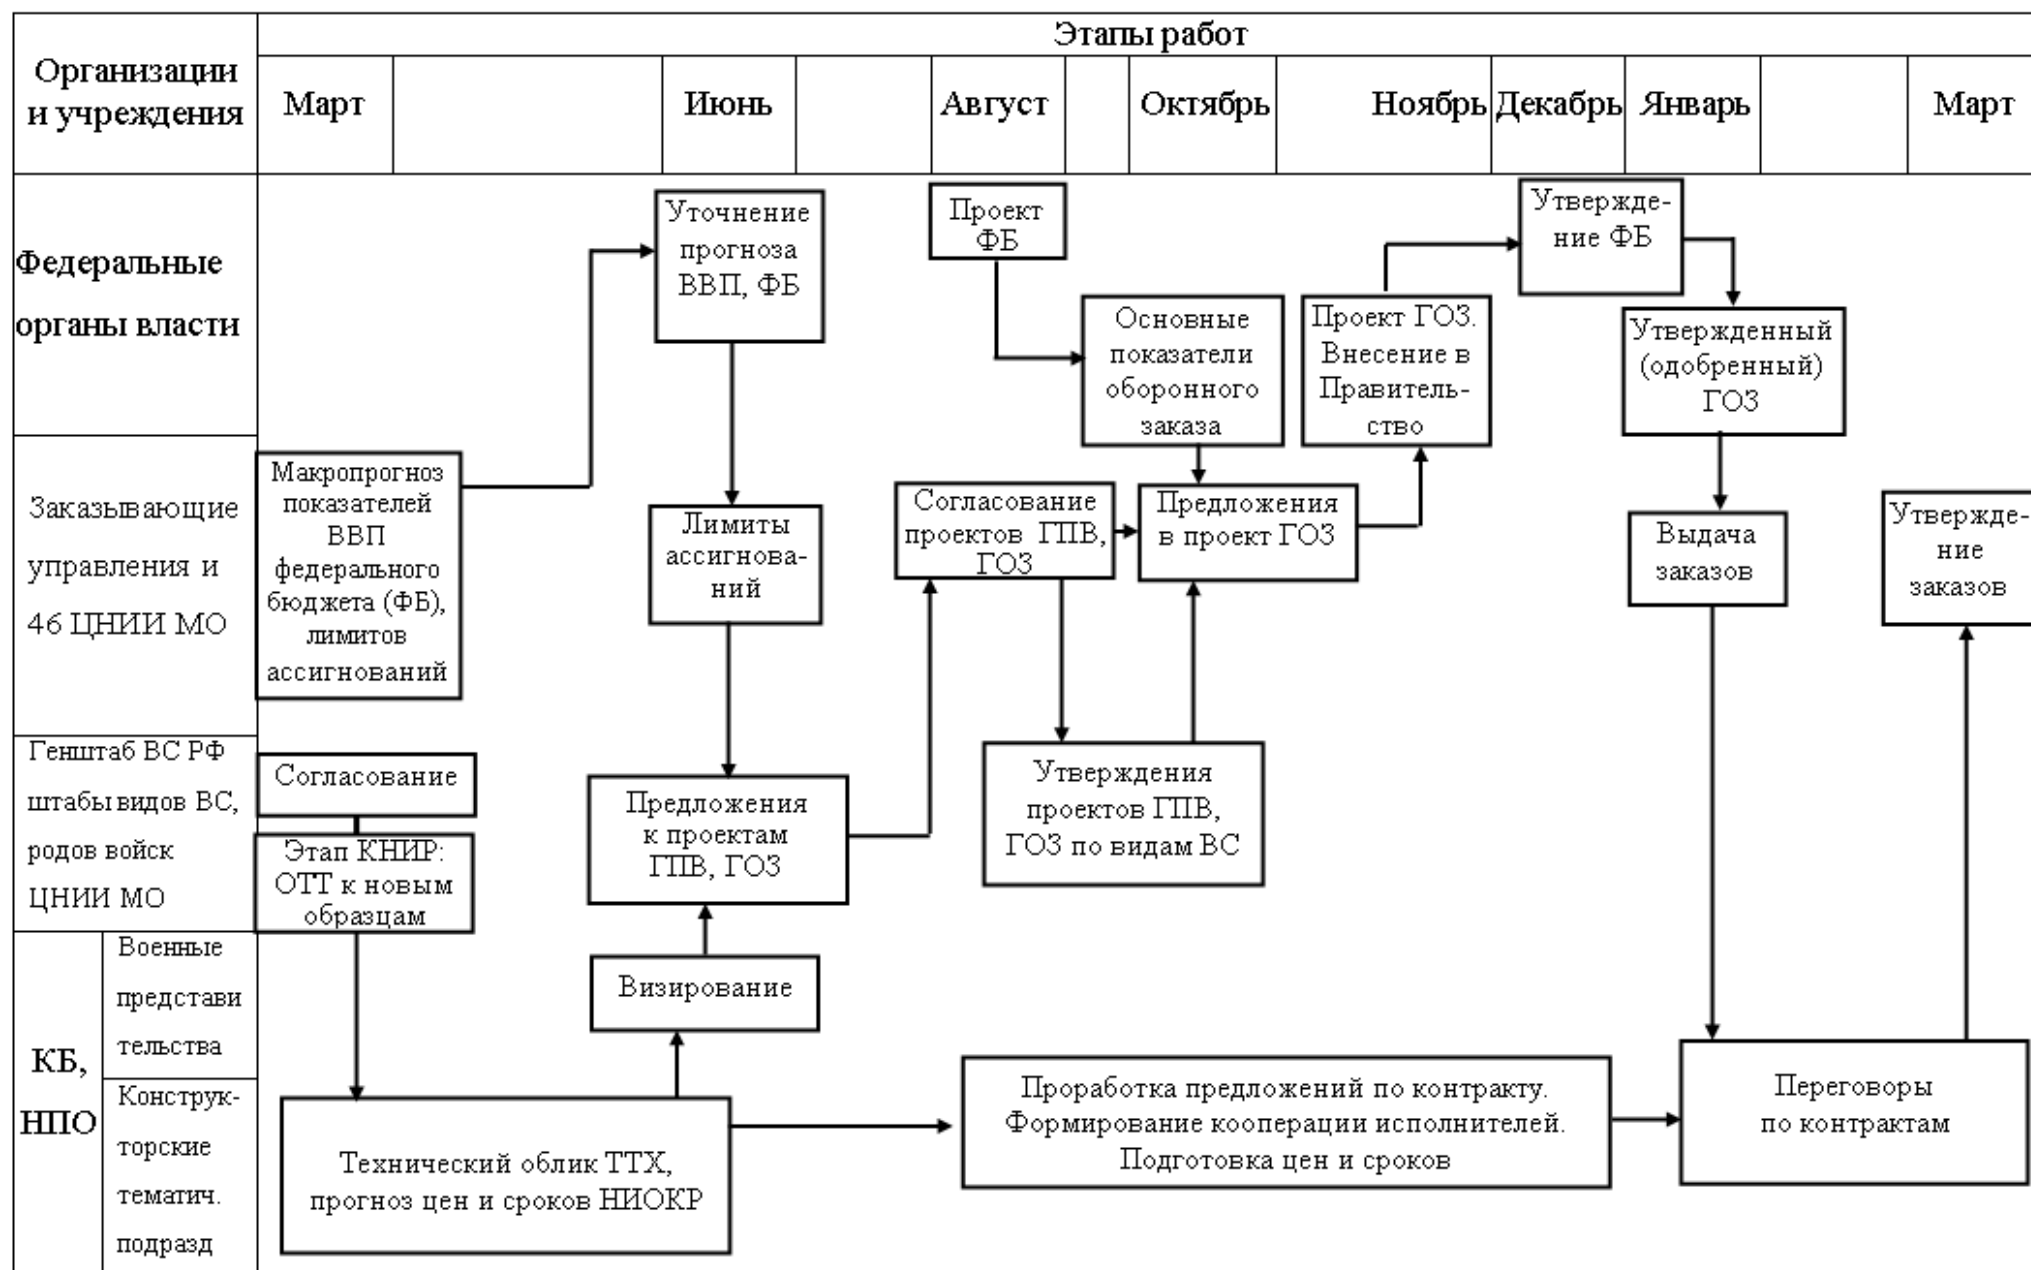 Организации
и учреждения
Этапы работ
Март
Июнь
Август
Октябрь
Ноябрь
Декабрь
Январь
Март
Федеральные
органы власти
Уточнение
прогноза
ВВП, ФБ
Проект
ФБ
Основные
показатели
оборонного
заказа
Проект ГОЗ.
Внесение в
Правитель-
ство
Утвержде-
ние ФБ
Утвержденный
(одобренный)
ГОЗ
Заказывающие
управления и
46 ЦНИИ МО
Макропрогноз
показателей
ВВП
федерального
бюджета (ФБ),
лимитов
ассигнований
Лимиты
ассигнова-
ний
Согласование
проектов ГПВ,
ГОЗ
Предложения
в проект ГОЗ
Выдача
заказов
Утвержде-
ние
заказов
Генштаб ВС РФ
штабы видов ВС,
родов войск
ЦНИИ МО
Согласование
Этап КНИР:
ОТТ к новым
образцам
Предложения
к проектам
ГПВ, ГОЗ
Утверждения
проектов ГПВ,
ГОЗ по видам ВС
КБ,
НПО
Военные
представи
тельства
Визирование
Конструк-
торские
тематич.
подразд
Технический облик ТТХ,
прогноз цен и сроков НИОКР
Проработка предложений по контракту.
Формирование кооперации исполнителей.
Подготовка цен и сроков
Переговоры
по контрактам